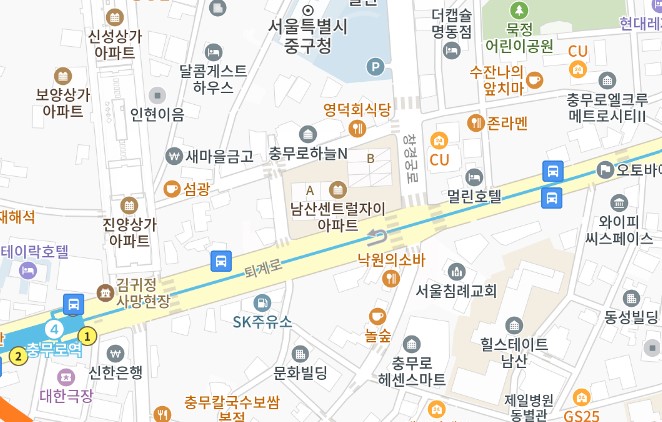 신성상가
아파트
서울특별시
중구청
더캡슐
명동점
묵정
어린이공원
현대레
CU
P
달콤게스트
하우스
수잔나의
앞치마
보양상가
아파트
인현이음
영덕회식당
충무로엘크루
메트로시티II
존라멘
새마을금고
충무로하늘N
B
창경궁로
CU
섬광
A
남산센트럴자이
아파트
멀린호텔
오토바이
재해석
진양상가
아파트
와이피
씨스페이스
테이락호텔
퇴계로
낙원의소바
김귀정
사망현장
서울침례교회
SK주유소
동성빌딩
4
충무로역
1
2
놀숲
힐스테이트
남산
신한은행
문화빌딩
충무로
헤센스마트
대한극장
충무칼국수보쌈
본점
제일병원
동별관
GS25